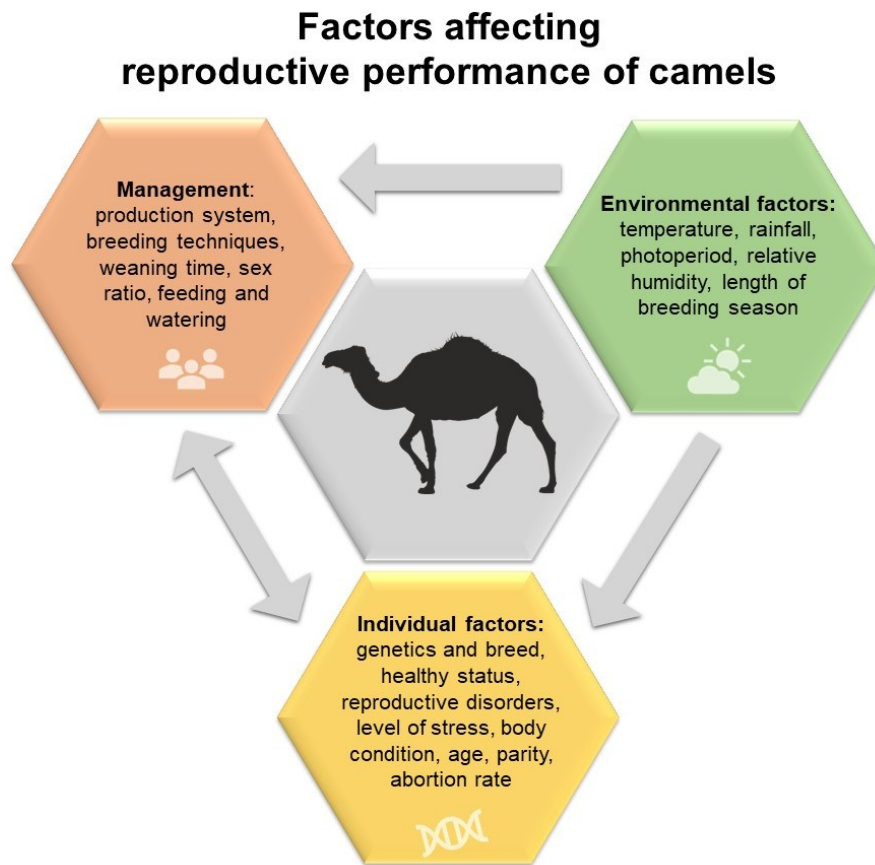 Factors affecting
reproductive performance of camels
Management:
production system,
breeding techniques,
weaning time, sex
ratio, feeding and
watering
Environmental factors:
temperature, rainfall,
photoperiod, relative
humidity, length of
breeding season
Individual factors:
genetics and breed,
healthy status,
reproductive disorders,
level of stress, body
condition, age, parity,
abortion rate